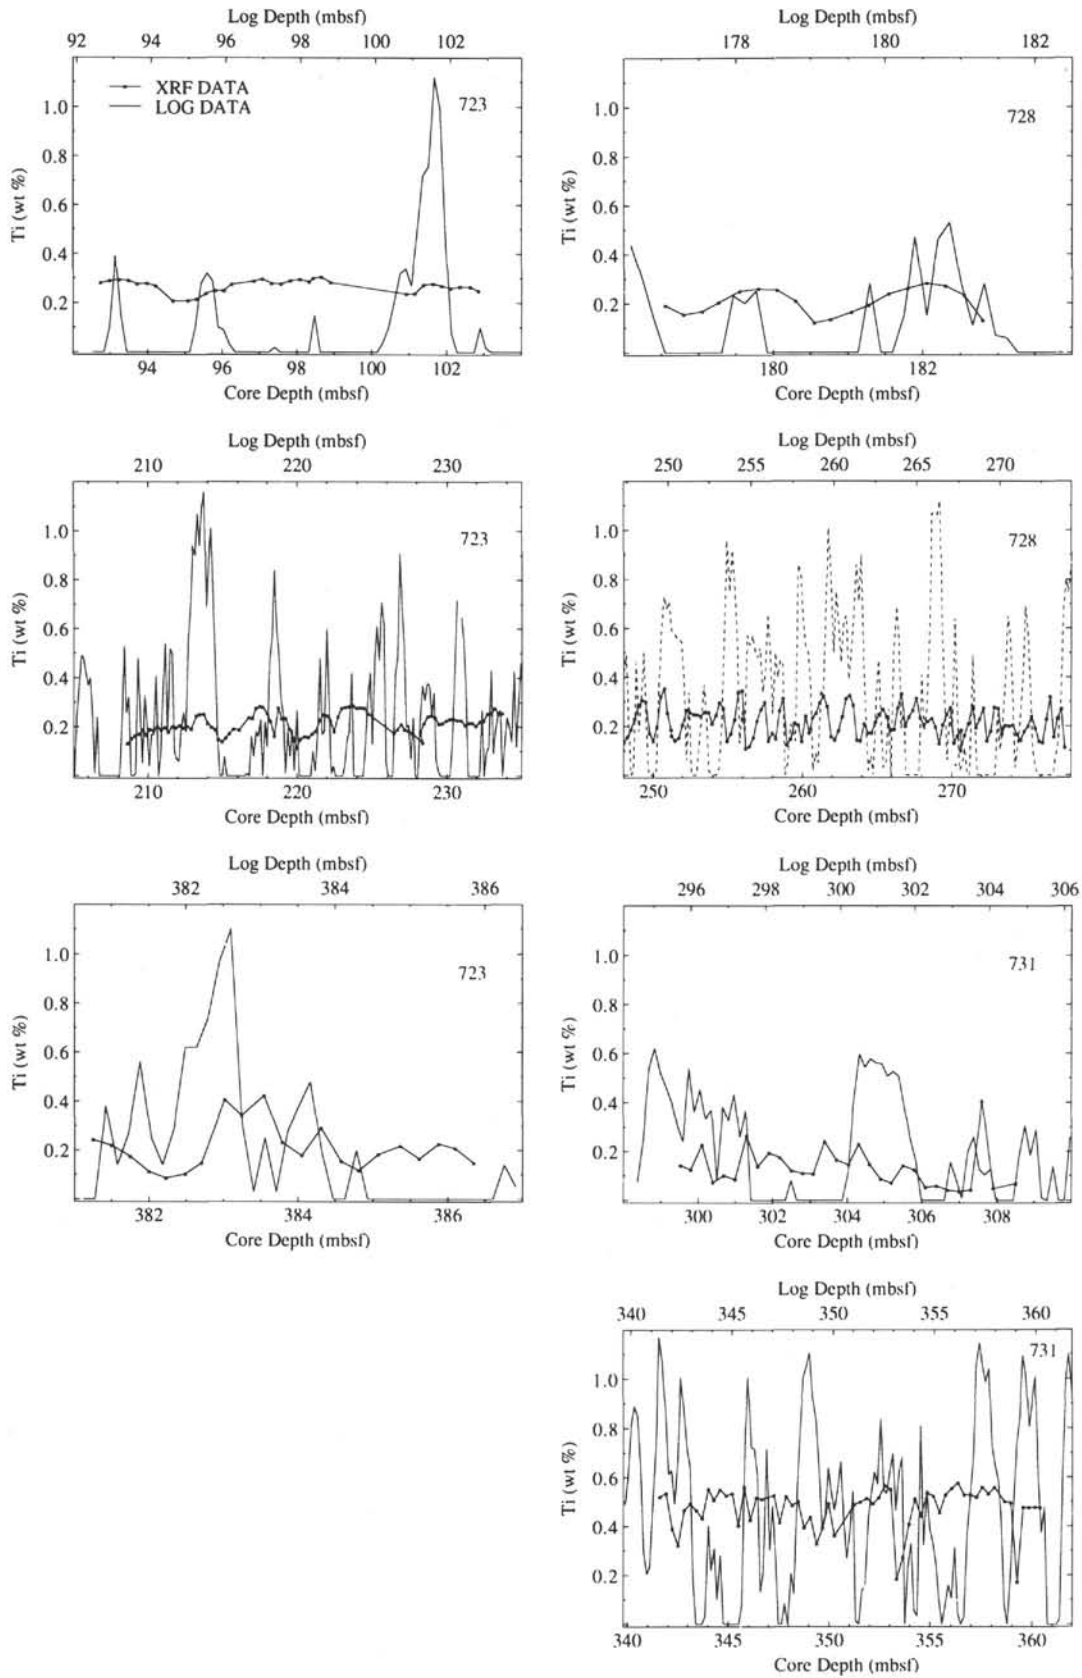 Log Depth (mbsf)
92 94 96 98 100 102
XRF DATA
LOG DATA
723
Ti (wt %)
1.0
0.8
0.6
0.4
0.2
94 96 98 100 102
Core Depth (mbsf)
Log Depth (mbsf)
178 180 182
728
Ti (wt %)
1.0
0.8
0.6
0.4
0.2
180 182
Core Depth (mbsf)
Log Depth (mbsf)
210 220 230
723
Ti (wt %)
1.0
0.8
0.6
0.4
0.2
210 220 230
Core Depth (mbsf)
Log Depth (mbsf)
250 255 260 265 270
728
Ti (wt %)
1.0
0.8
0.6
0.4
0.2
250 260 270
Core Depth (mbsf)
Log Depth (mbsf)
382 384 386
723
Ti (wt %)
1.0
0.8
0.6
0.4
0.2
382 384 386
Core Depth (mbsf)
Log Depth (mbsf)
296 298 300 302 304 306
731
Ti (wt %)
1.0
0.8
0.6
0.4
0.2
300 302 304 306 308
Core Depth (mbsf)
Log Depth (mbsf)
340 345 350 355 360
731
Ti (wt %)
1.0
0.8
0.6
0.4
0.2
340 345 350 355 360
Core Depth (mbsf)